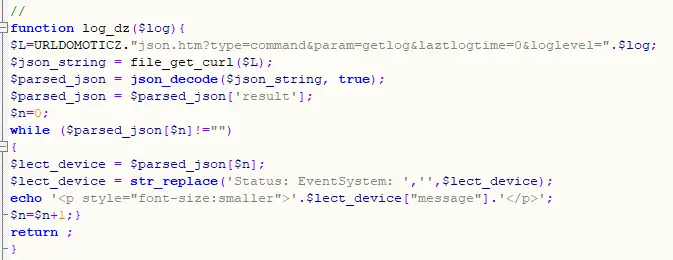 //
function log_dz($log){
$L=URLDOMOTICZ."json.htm?type=command&param=getlog&laztlogtime=0&loglevel=".$log;
$json_string = file_get_curl($L);
$parsed_json = json_decode($json_string, true);
$parsed_json = $parsed_json['result'];
$n=0;
while ($parsed_json[$n]!="")
{
$lect_device = $parsed_json[$n];
$lect_device = str_replace('Status: EventSystem: ','',$lect_device);
echo '<p style="font-size:smaller">'.$lect_device["message"].'</p>';
$n=$n+1;}
return ;
}